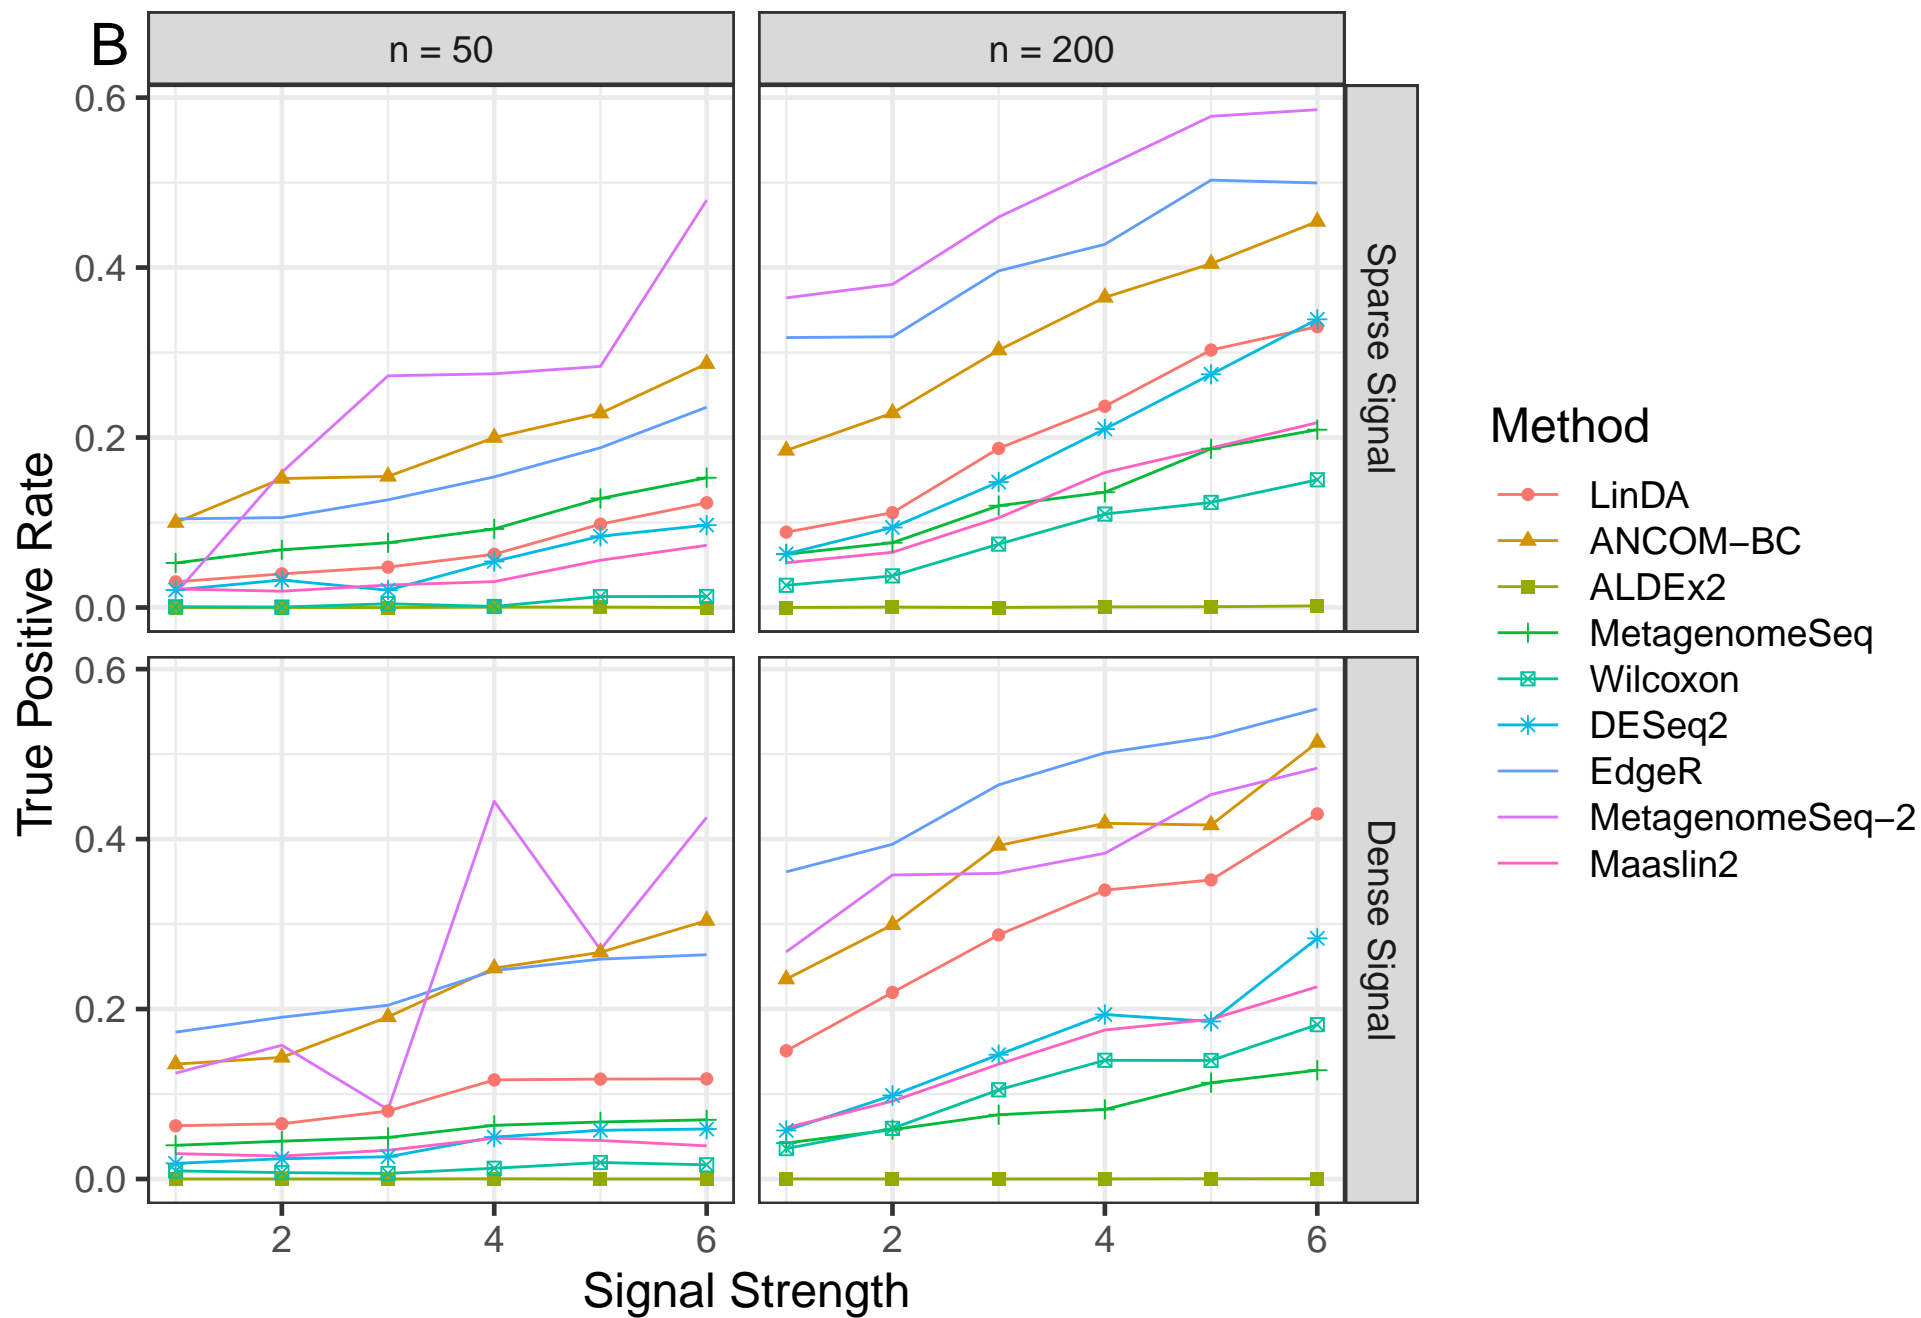 B
n = 50
n = 200
0.6
0.4
0.2
0.0
Sparse Signal
0.6
0.4
0.2
0.0
Dense Signal
True Positive Rate
2
4
6
2
4
6
Signal Strength
Method
LinDA
ANCOM−BC
ALDEx2
MetagenomeSeq
Wilcoxon
DESeq2
EdgeR
MetagenomeSeq−2
Maaslin2